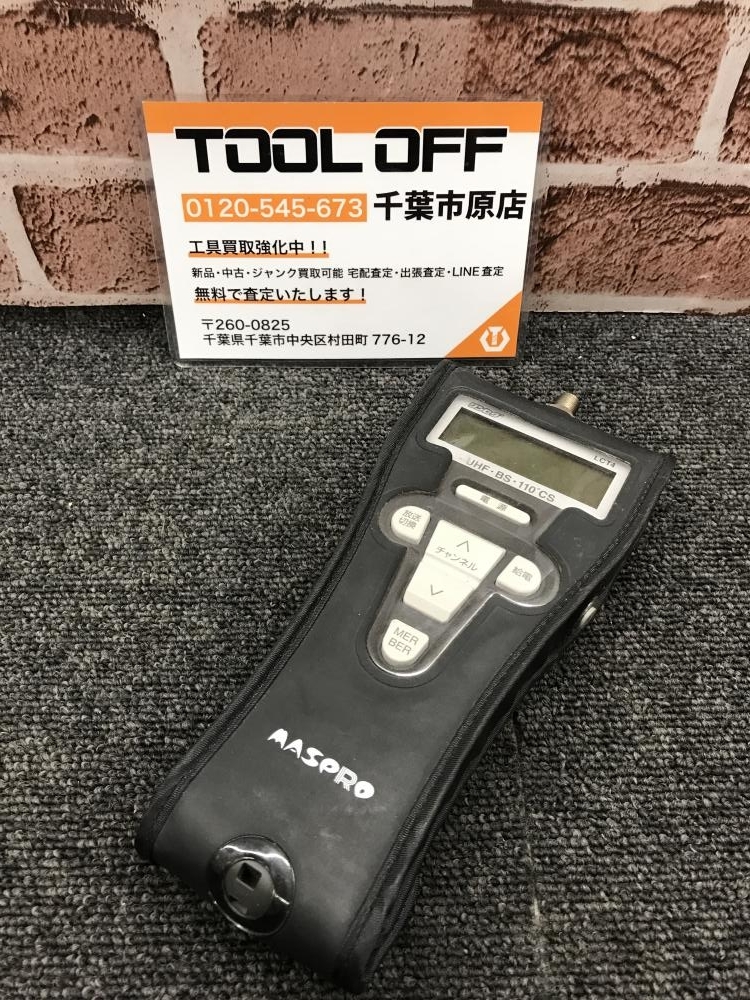 TOOL OFF
0120-545-673 千葉市原店
工具買取強化中！！
新品・中古・ジャンク買取可能 宅配査定・出張査定・LINE査定
無料で査定いたします！
〒260-0825
千葉県千葉市中央区村田町 776-12
LCT4
UHF・BS・110°CS
電源
放送
切換
チャンネル
給電
MER
BER
MASPRO